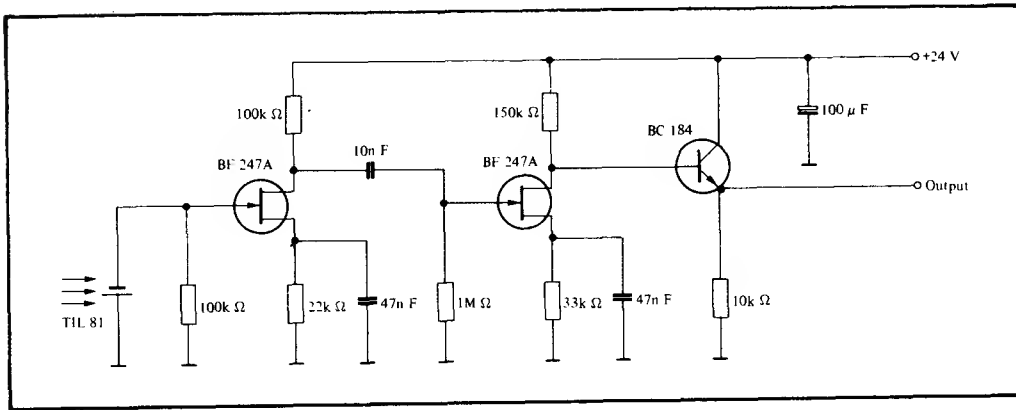 +24 V
100k Ω
150k Ω
100 μ F
BC 184
10n F
BF 247A
BF 247A
Output
TIL 81
100k Ω
22k Ω
47n F
1M Ω
33k Ω
47n F
10k Ω